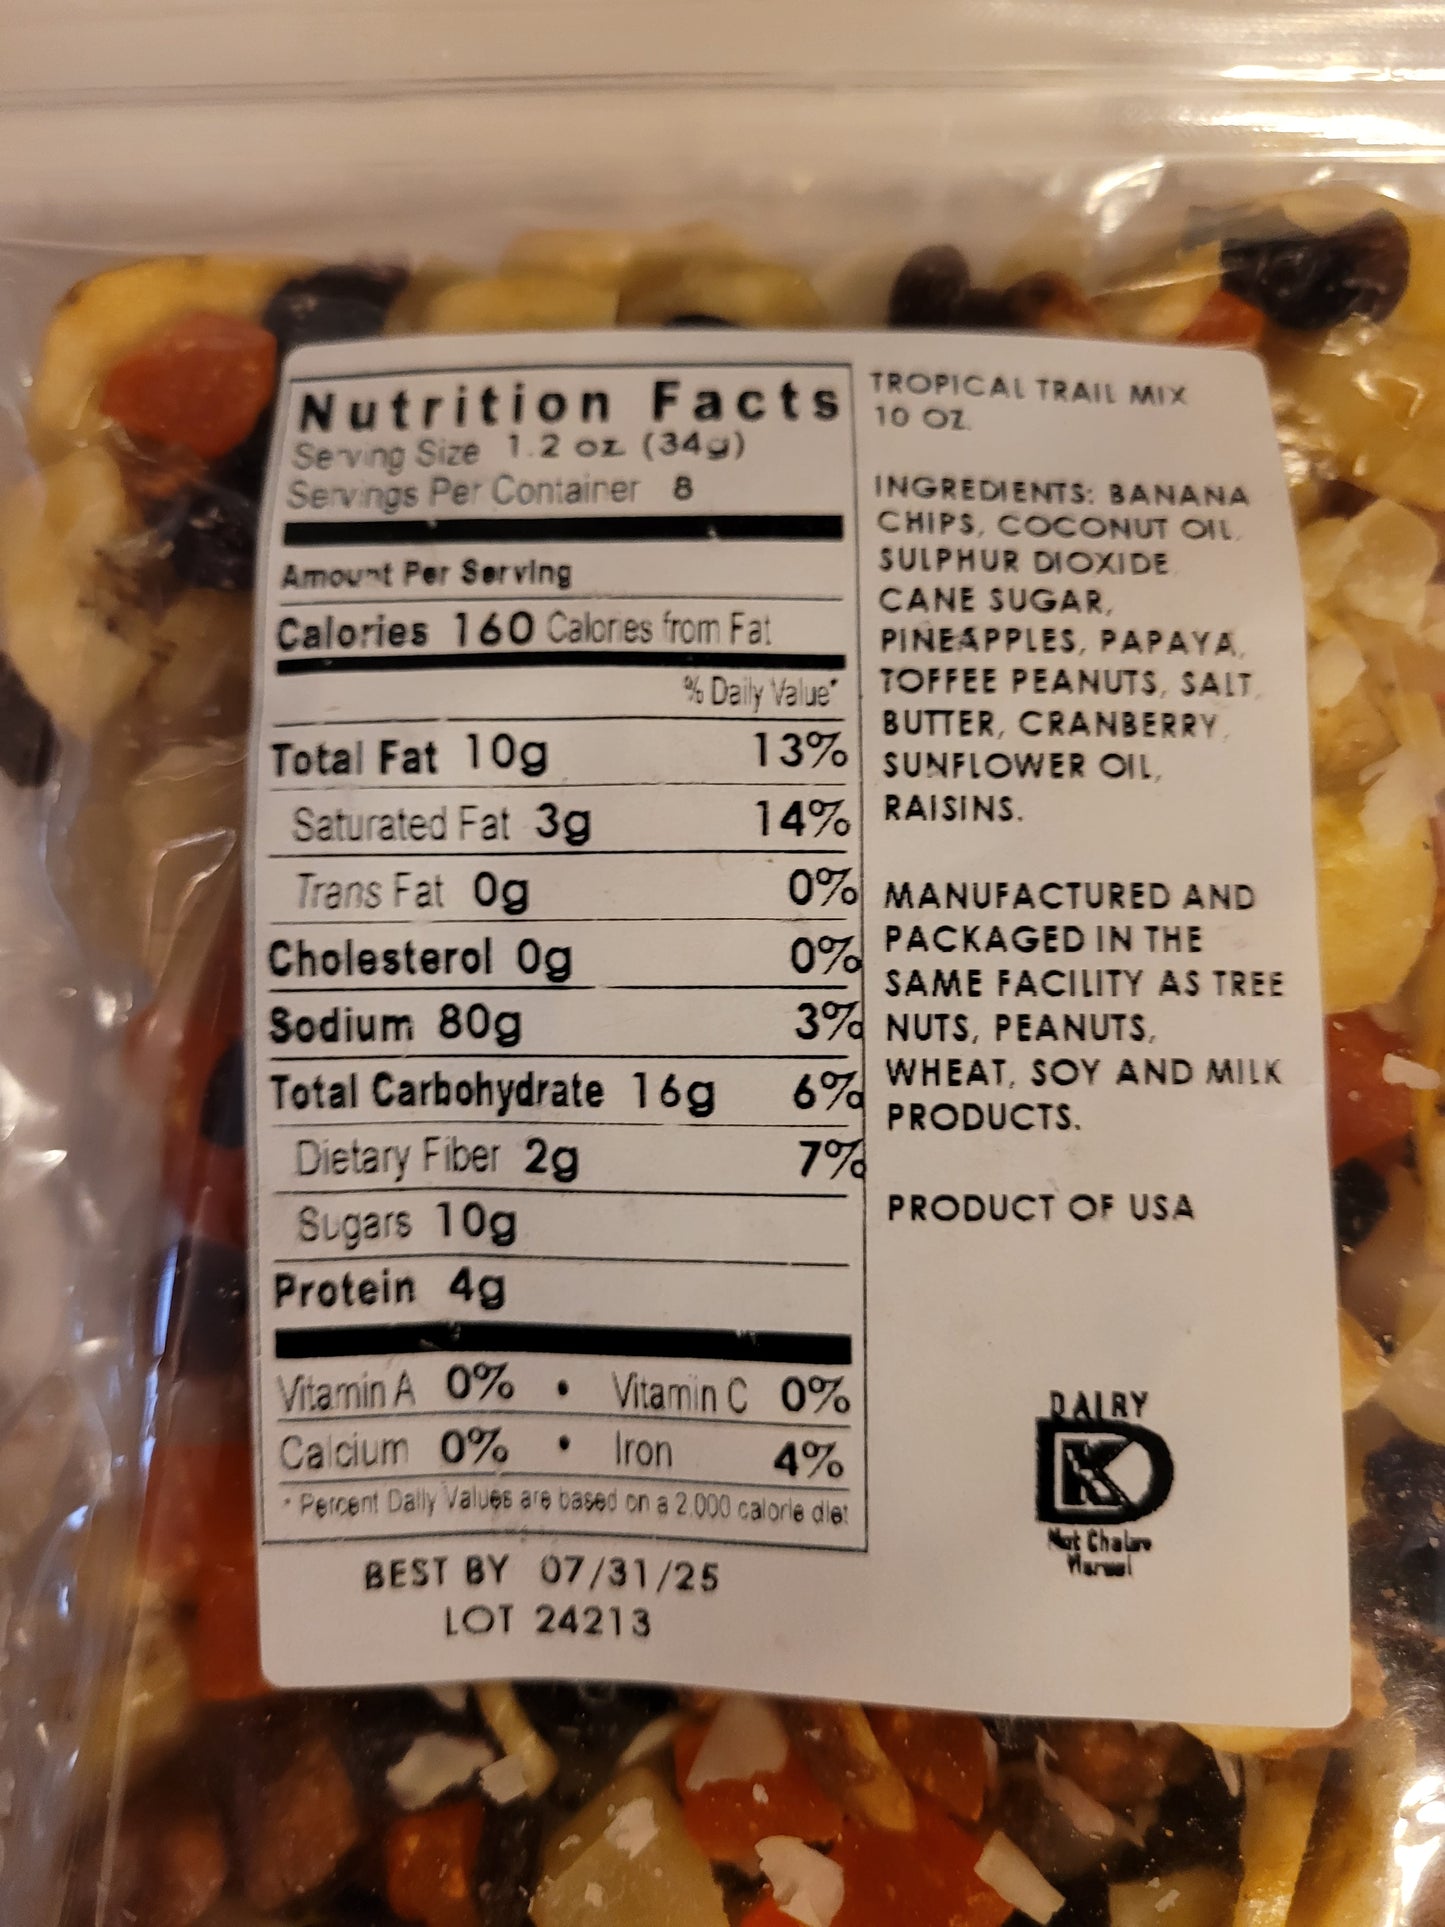 Nutrition Facts
Serving Size 1.2 oz. (34g)
Servings Per Container 8
Amount Per Serving
Calories 160 Calories from Fat
% Daily Value*
Total Fat 10g 13%
Saturated Fat 3g 14%
Trans Fat 0g 0%
Cholesterol 0g 0%
Sodium 80g 3%
Total Carbohydrate 16g 6%
Dietary Fiber 2g 7%
Sugars 10g
Protein 4g
Vitamin A 0% • Vitamin C 0%
Calcium 0% • Iron 4%
* Percent Daily Values are based on a 2,000 calorie diet
BEST BY 07/31/25
LOT 24213
TROPICAL TRAIL MIX
10 OZ.
INGREDIENTS: BANANA
CHIPS, COCONUT OIL,
SULPHUR DIOXIDE,
CANE SUGAR,
PINEAPPLES, PAPAYA,
TOFFEE PEANUTS, SALT,
BUTTER, CRANBERRY,
SUNFLOWER OIL,
RAISINS.
MANUFACTURED AND
PACKAGED IN THE
SAME FACILITY AS TREE
NUTS, PEANUTS,
WHEAT, SOY AND MILK
PRODUCTS.
PRODUCT OF USA
DAIRY
K